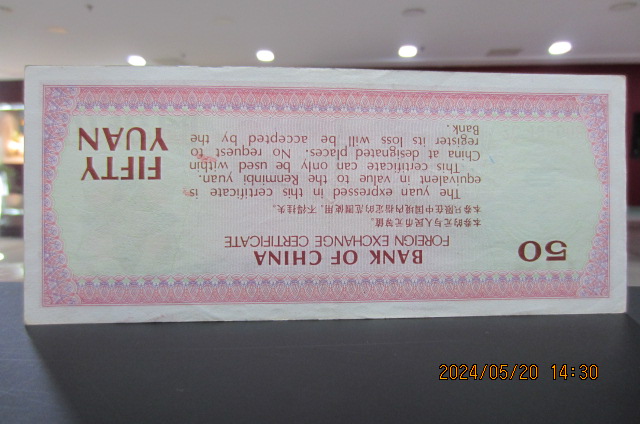 50
BANK OF CHINA
FOREIGN EXCHANGE CERTIFICATE
本券的元与人民币元等值。
本券只限在中国境内指定的范围使用,不得挂失。
The yuan expressed in this certificate is
equivalent in value to the Renminbi yuan.
This certificate can only be used within
China at designated places. No request to
register its loss will be accepted by the
Bank.
FIFTY
YUAN
2024/05/20 14:30